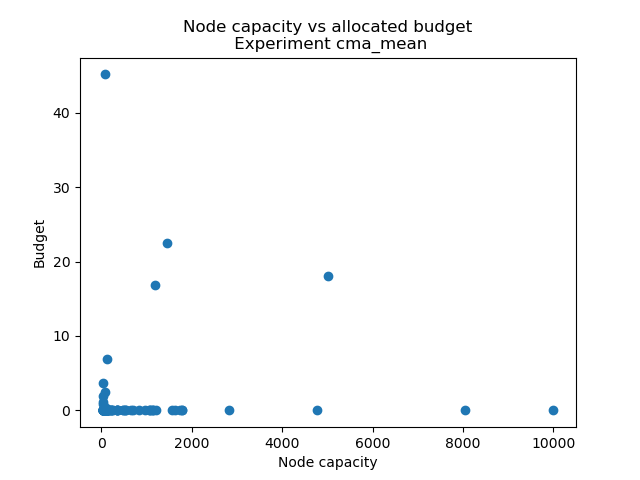 Node capacity vs allocated budget
Experiment cma_mean
Budget
40
30
20
10
0
0 2000 4000 6000 8000 10000
Node capacity